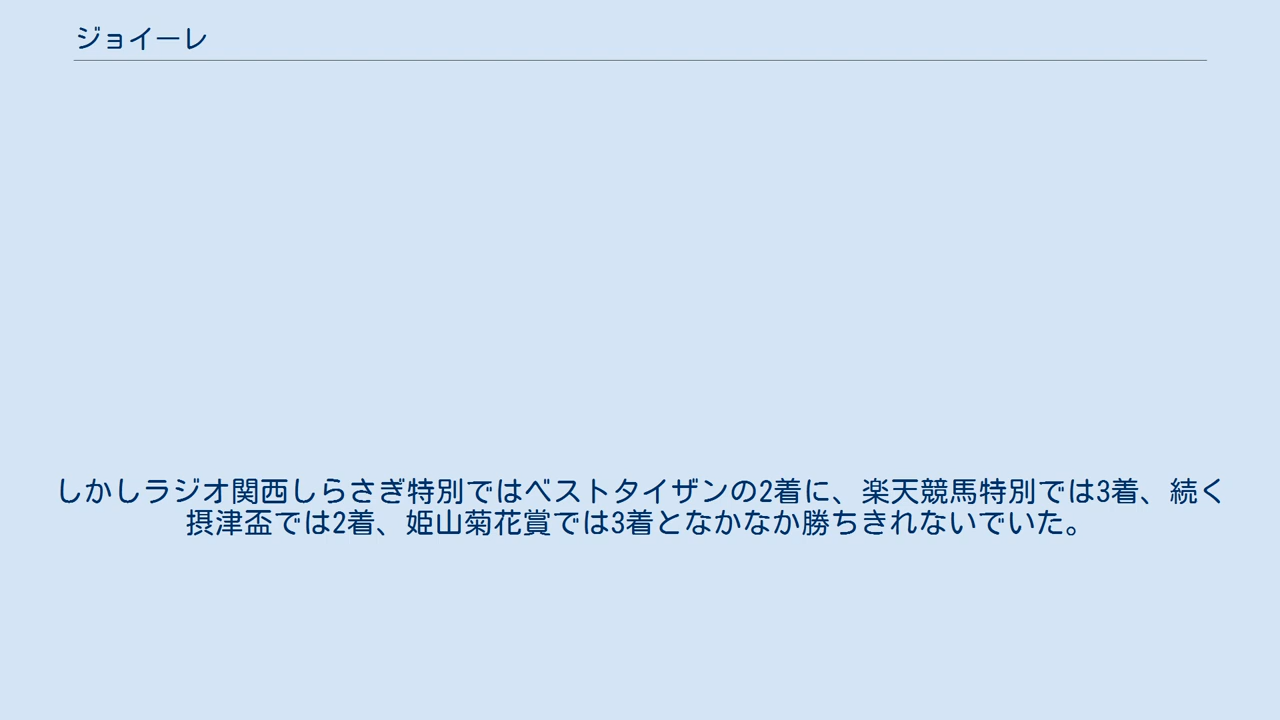 ジョイーレ
しかしラジオ関西しらさぎ特別ではベストタイザンの2着に、楽天競馬特別では3着、続く
摂津盃では2着、姫山菊花賞では3着となかなか勝ちきれないでいた。